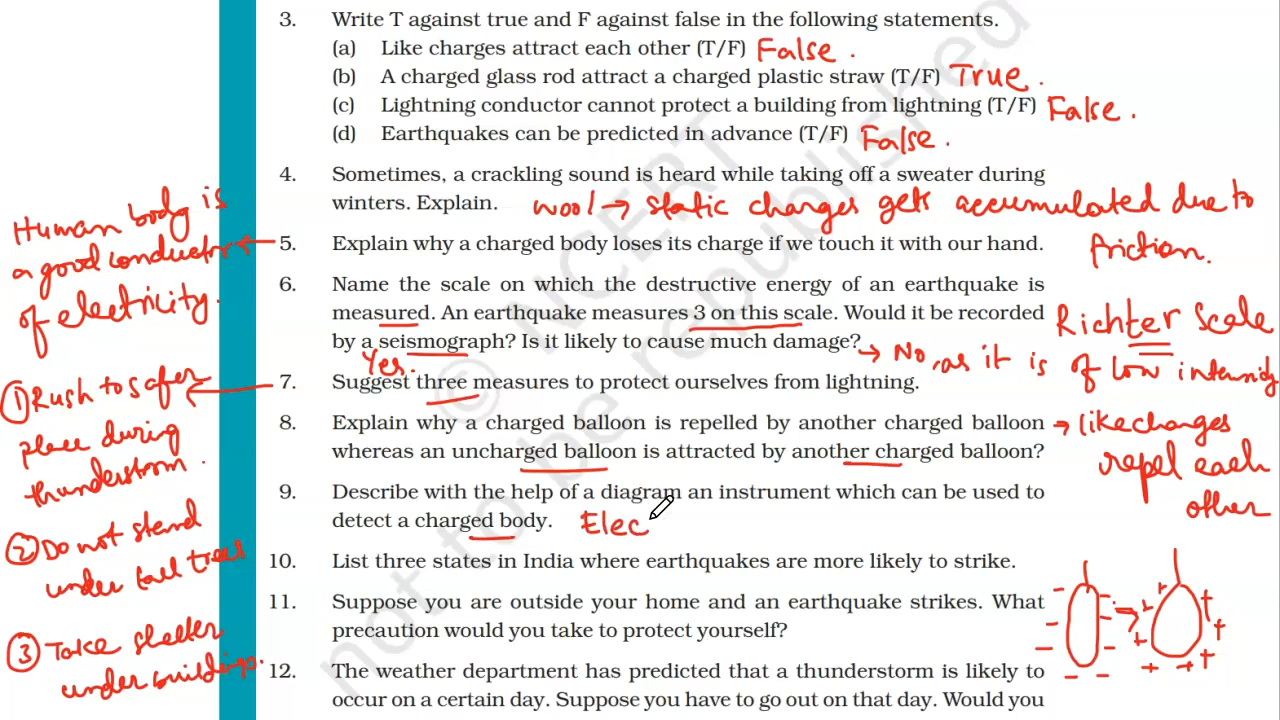 3. Write T against true and F against false in the following statements.
(a) Like charges attract each other (T/F) False.
(b) A charged glass rod attract a charged plastic straw (T/F) True.
(c) Lightning conductor cannot protect a building from lightning (T/F) False.
(d) Earthquakes can be predicted in advance (T/F) False.
4. Sometimes, a crackling sound is heard while taking off a sweater during
winters. Explain. wool → static charges gets accumulated due to
friction.
Human body is
a good conductor
of electricity.
5. Explain why a charged body loses its charge if we touch it with our hand.
6. Name the scale on which the destructive energy of an earthquake is
measured. An earthquake measures 3 on this scale. Would it be recorded
by a seismograph? Is it likely to cause much damage?
Richter Scale
Yes.
→ No, as it is
of low intensity
7. Suggest three measures to protect ourselves from lightning.
① Rush to safer
place during
thunderstrom.
② Do not stand
under tall trees
③ Take shelter
under buildings.
8. Explain why a charged balloon is repelled by another charged balloon
whereas an uncharged balloon is attracted by another charged balloon?
→ like charges
repel each
other
9. Describe with the help of a diagram an instrument which can be used to
detect a charged body. Elec
10. List three states in India where earthquakes are more likely to strike.
11. Suppose you are outside your home and an earthquake strikes. What
precaution would you take to protect yourself?
12. The weather department has predicted that a thunderstorm is likely to
occur on a certain day. Suppose you have to go out on that day. Would you
© NCERT
not to be republished